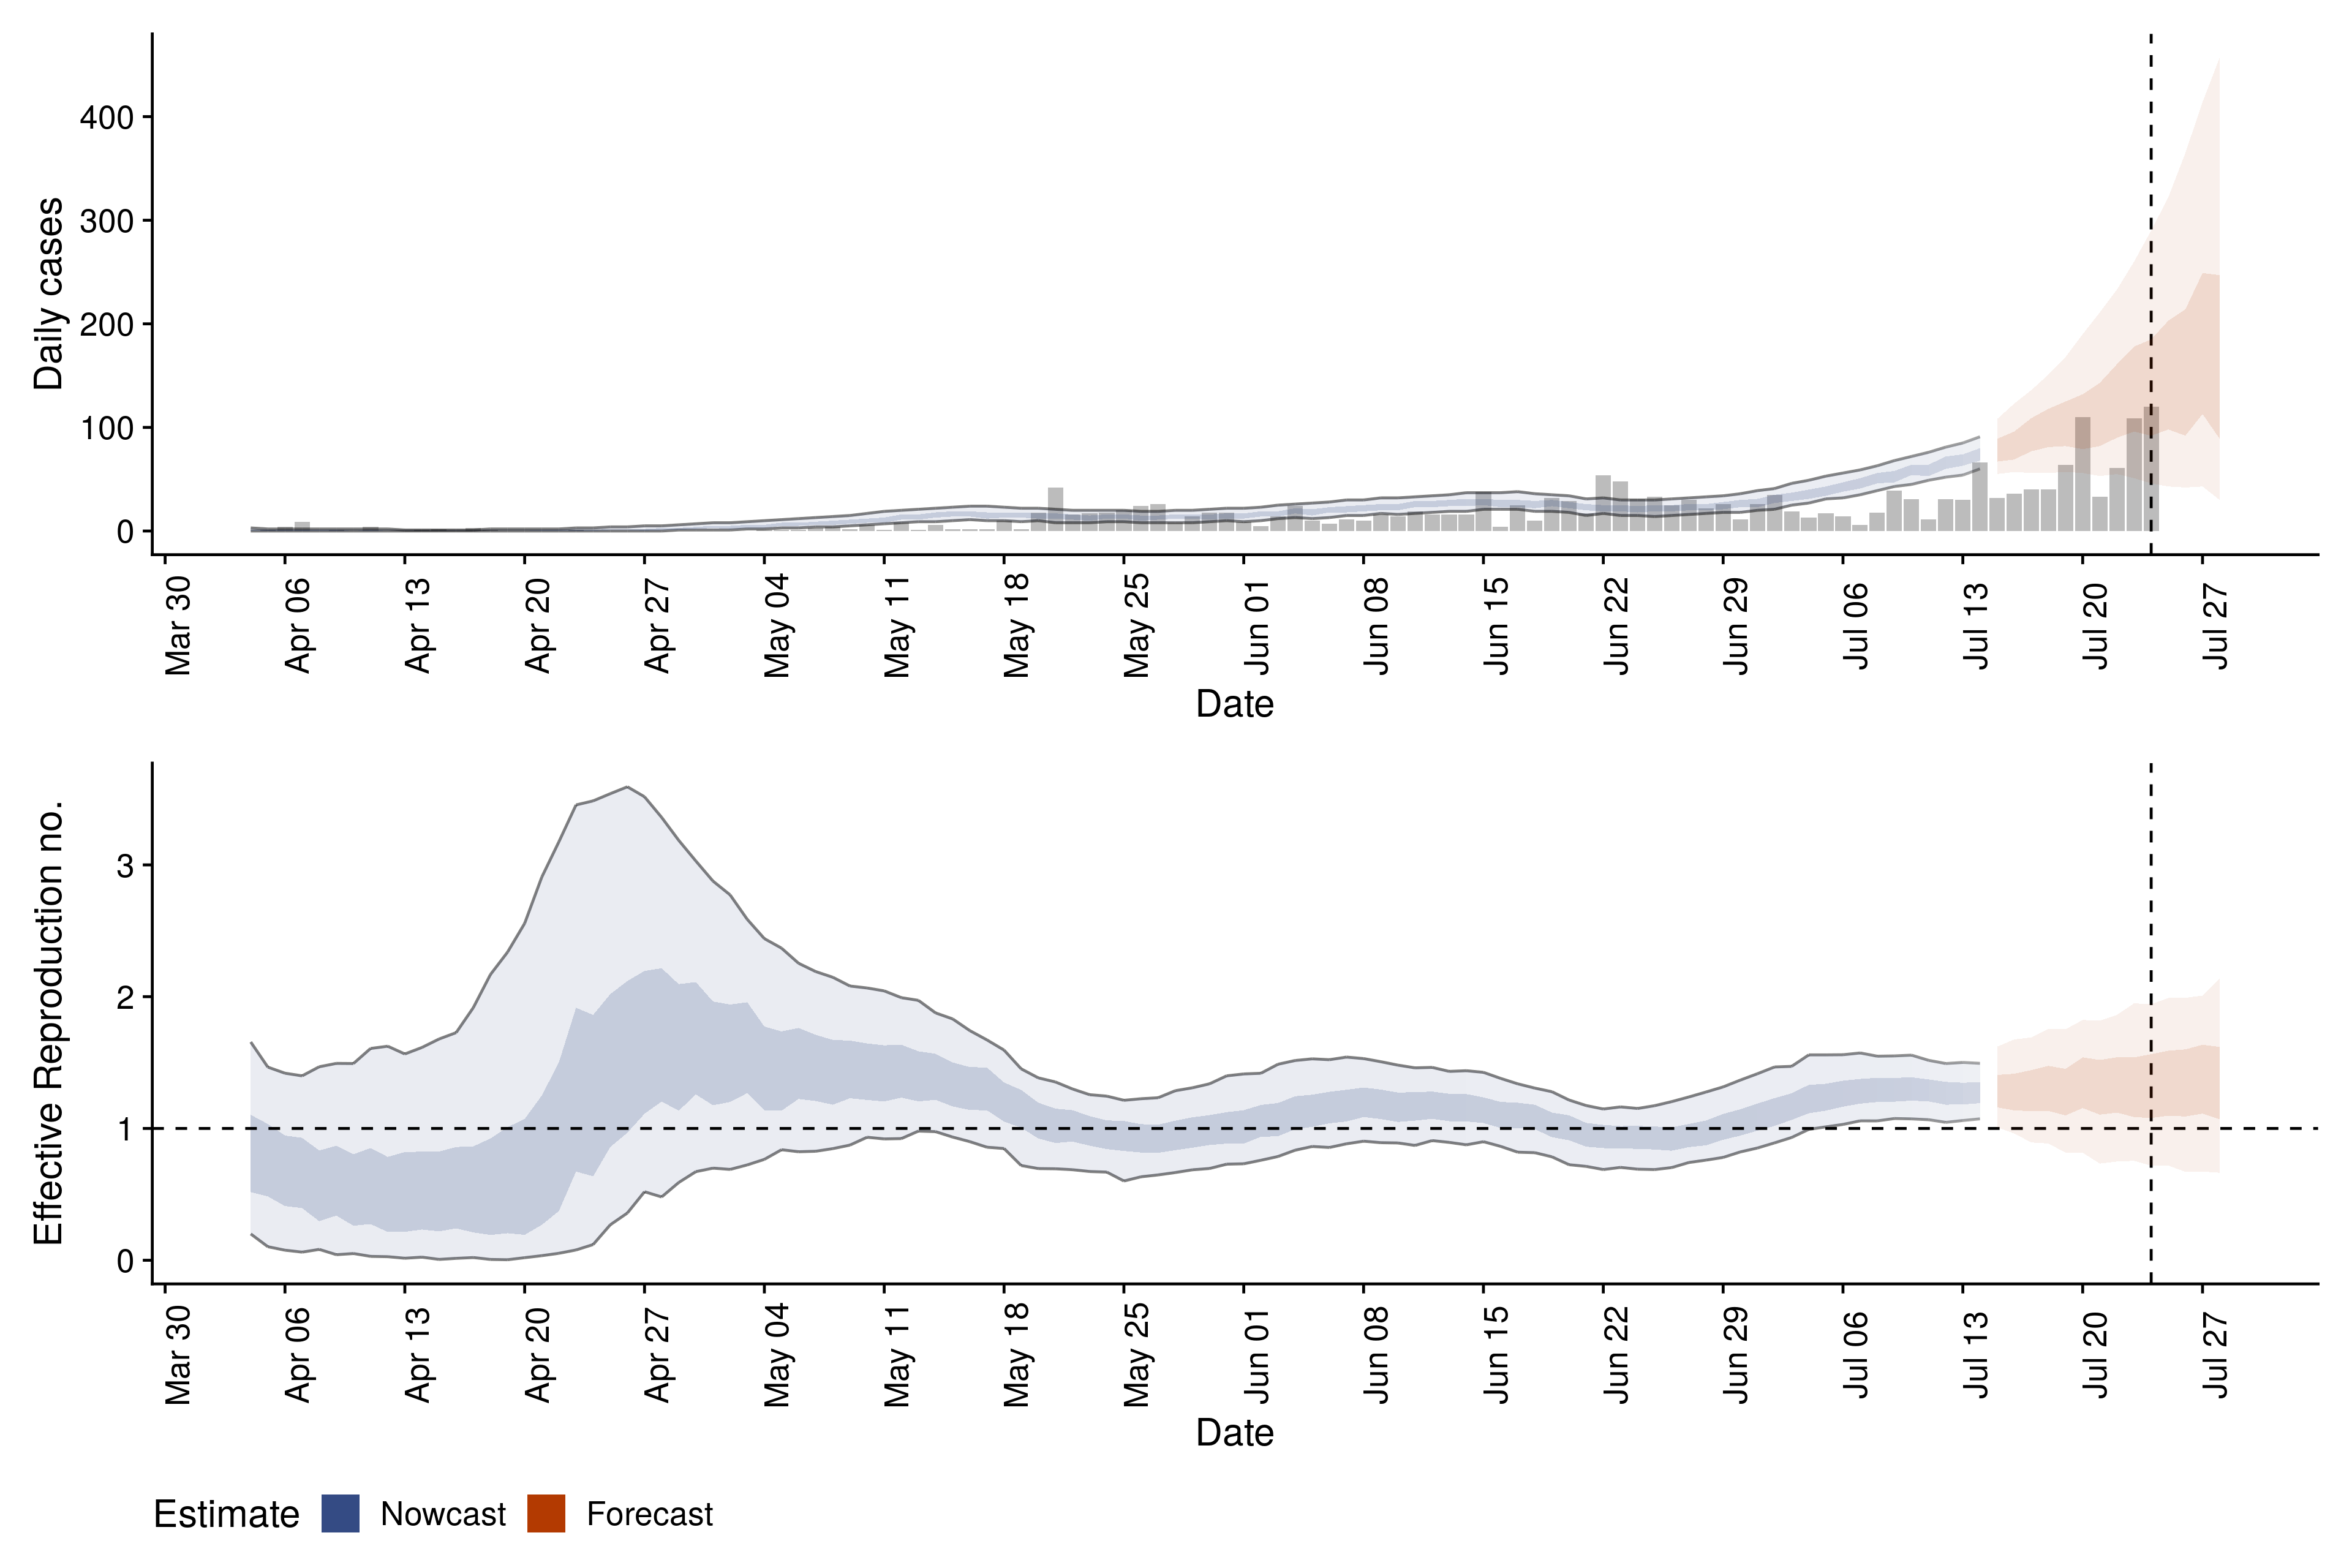 Daily cases
400
300
200
100
0
Mar 30
Apr 06
Apr 13
Apr 20
Apr 27
May 04
May 11
May 18
May 25
Jun 01
Jun 08
Jun 15
Jun 22
Jun 29
Jul 06
Jul 13
Jul 20
Jul 27
Date
Effective Reproduction no.
3
2
1
0
Mar 30
Apr 06
Apr 13
Apr 20
Apr 27
May 04
May 11
May 18
May 25
Jun 01
Jun 08
Jun 15
Jun 22
Jun 29
Jul 06
Jul 13
Jul 20
Jul 27
Date
Estimate Nowcast Forecast